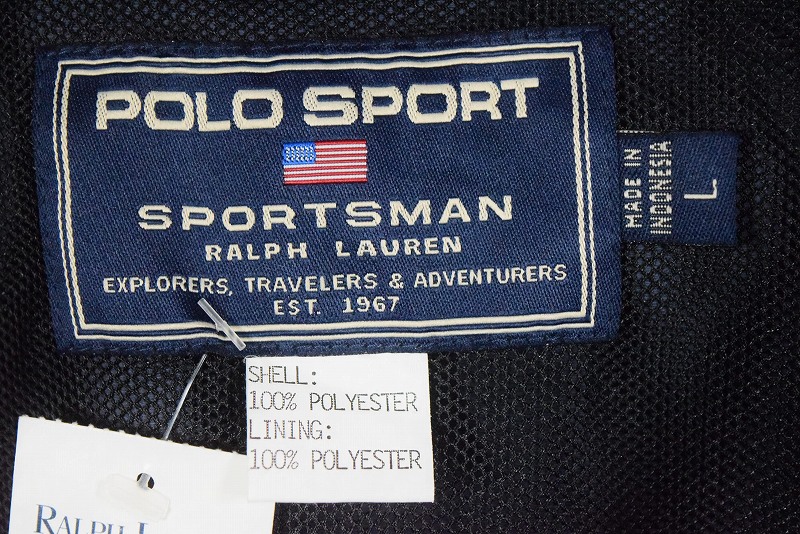 POLO SPORT
SPORTSMAN
RALPH LAUREN
EXPLORERS, TRAVELERS & ADVENTURERS
EST. 1967
MADE IN
INDONESIA
L
SHELL:
100% POLYESTER
LINING:
100% POLYESTER
RALPH